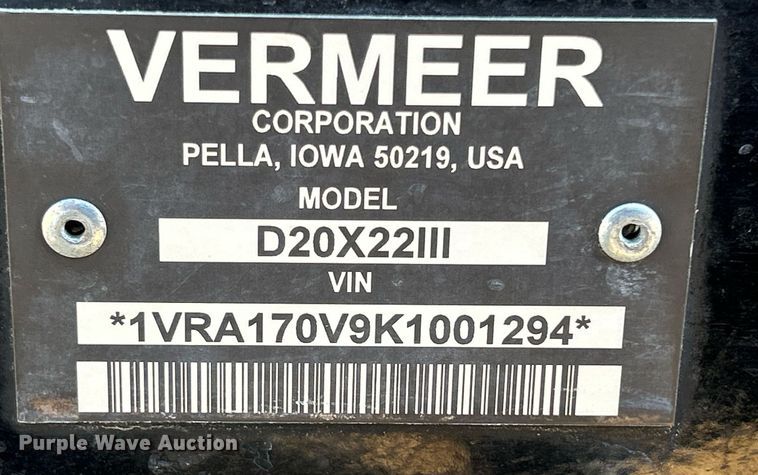 VERMEER
CORPORATION
PELLA, IOWA 50219, USA
MODEL
D20X22III
VIN
*1VRA170V9K1001294*
Purple Wave Auction